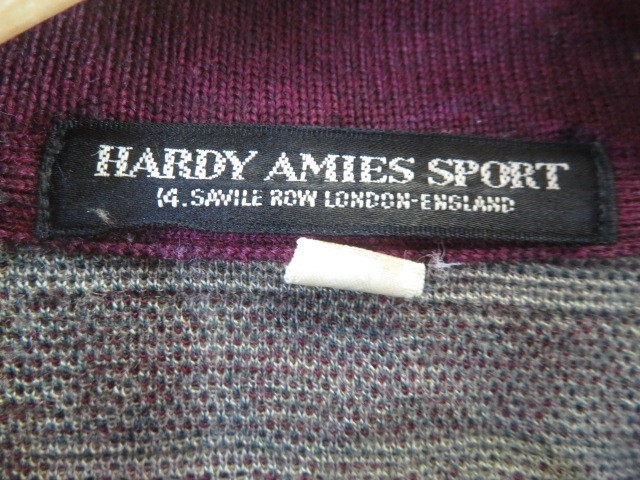 HARDY AMIES SPORT
14. SAVILE ROW LONDON-ENGLAND